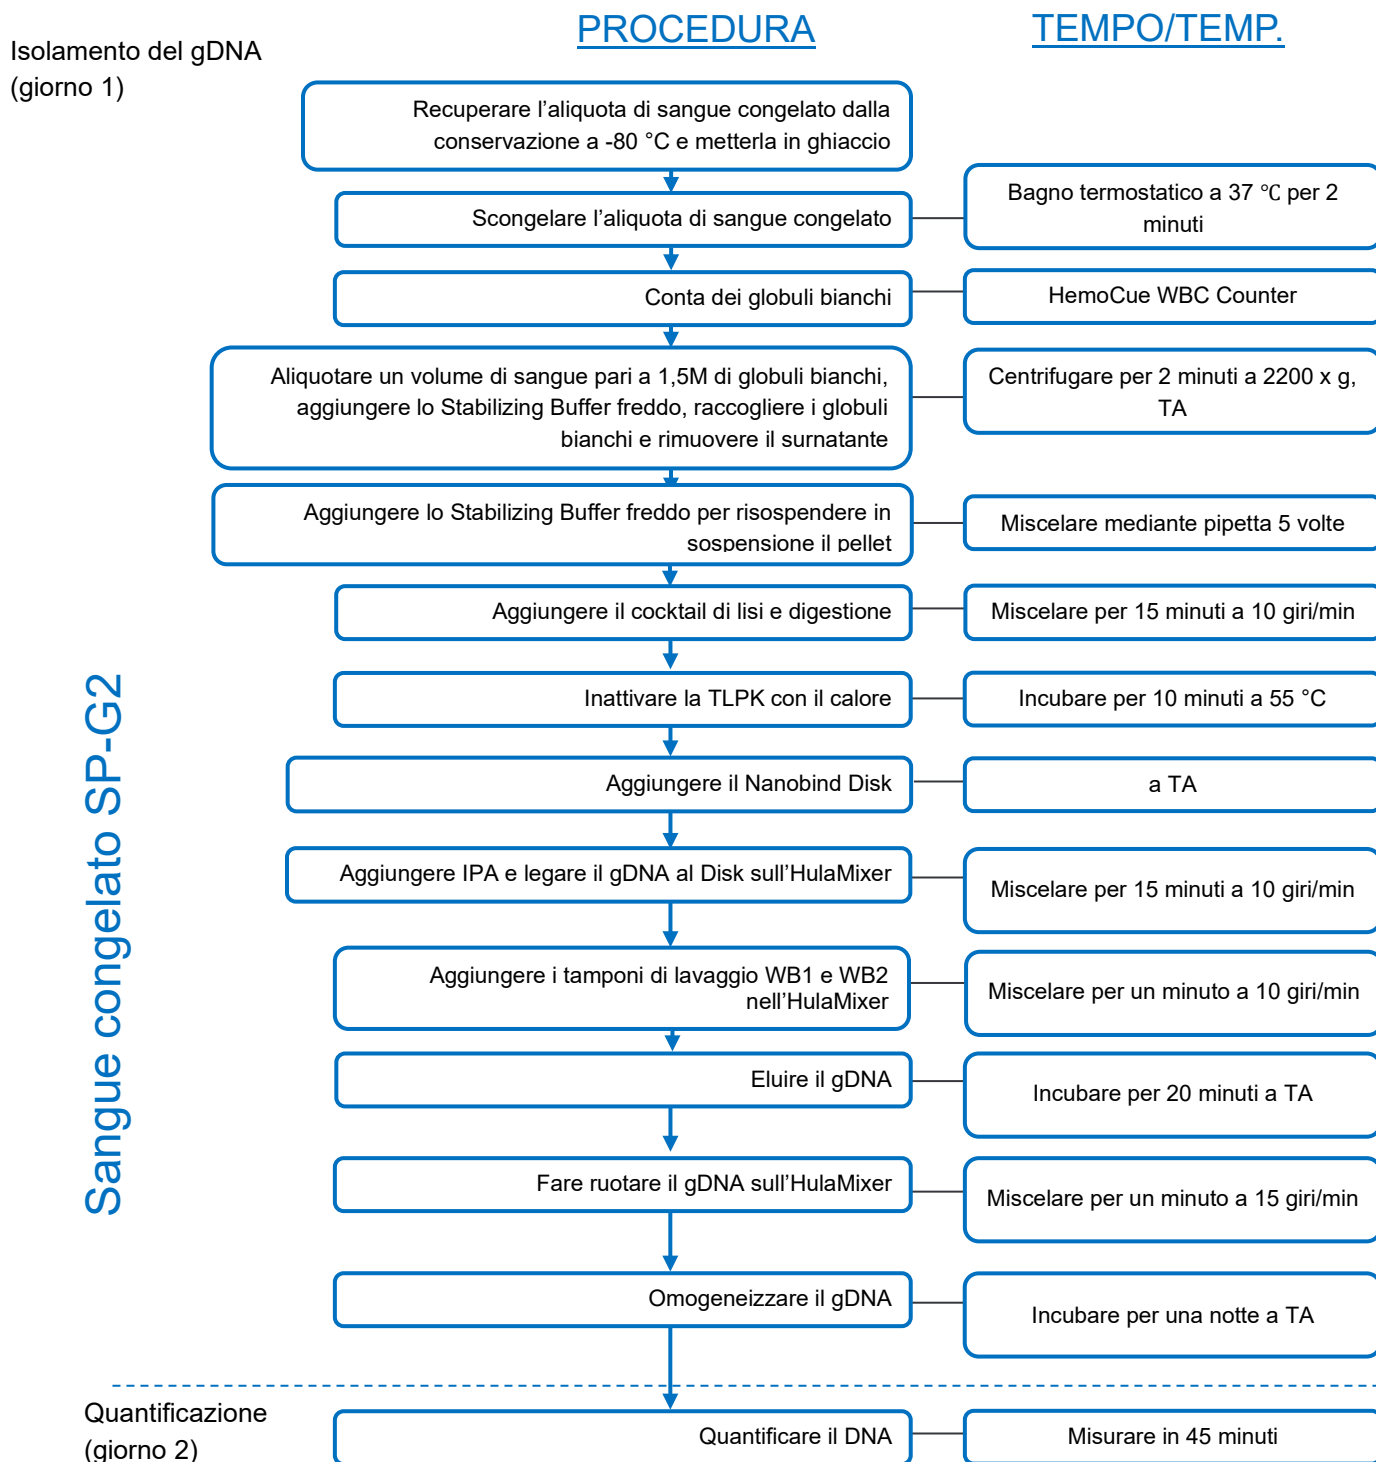 PROCEDURA
TEMPO/TEMP.
Isolamento del gDNA
(giorno 1)
Recuperare l’aliquota di sangue congelato dalla
conservazione a -80 °C e metterla in ghiaccio
Scongelare l’aliquota di sangue congelato
Bagno termostatico a 37 °C per 2
minuti
Conta dei globuli bianchi
HemoCue WBC Counter
Aliquotare un volume di sangue pari a 1,5M di globuli bianchi,
aggiungere lo Stabilizing Buffer freddo, raccogliere i globuli
bianchi e rimuovere il surnatante
Centrifugare per 2 minuti a 2200 x g,
TA
Aggiungere lo Stabilizing Buffer freddo per risospendere in
sospensione il pellet
Miscelare mediante pipetta 5 volte
Aggiungere il cocktail di lisi e digestione
Miscelare per 15 minuti a 10 giri/min
Inattivare la TLPK con il calore
Incubare per 10 minuti a 55 °C
Aggiungere il Nanobind Disk
a TA
Aggiungere IPA e legare il gDNA al Disk sull’HulaMixer
Miscelare per 15 minuti a 10 giri/min
Aggiungere i tamponi di lavaggio WB1 e WB2
nell’HulaMixer
Miscelare per un minuto a 10 giri/min
Eluire il gDNA
Incubare per 20 minuti a TA
Fare ruotare il gDNA sull’HulaMixer
Miscelare per un minuto a 15 giri/min
Omogeneizzare il gDNA
Incubare per una notte a TA
Sangue congelato SP-G2
Quantificazione
(giorno 2)
Quantificare il DNA
Misurare in 45 minuti